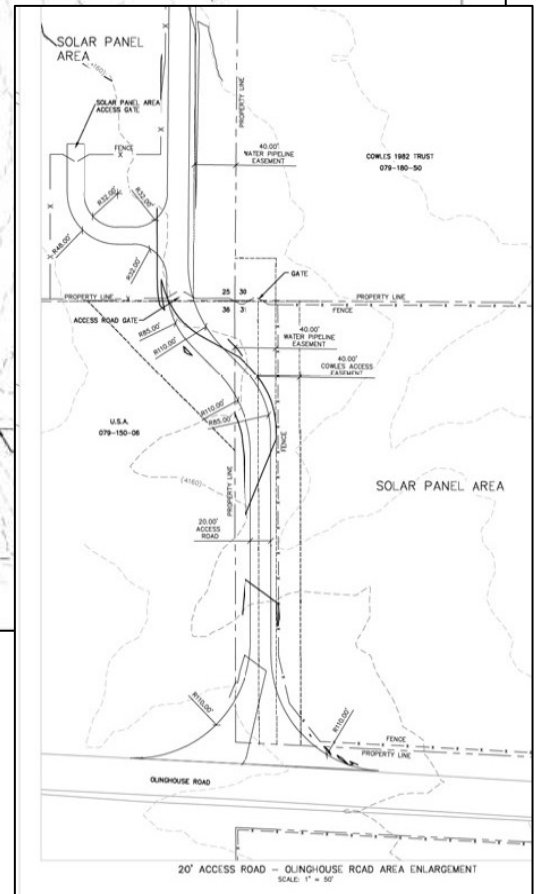 SOLAR PANEL
AREA
(4160)
SOLAR PANEL AREA
ACCESS GATE
PROPERTY LINE
FENCE
40.00'
WATER PIPELINE
EASEMENT
COWLES 1982 TRUST
079-180-50
R32.00'
R32.00'
R48.00'
R32.00'
GATE
25 30
36 31
PROPERTY LINE
PROPERTY LINE
FENCE
ACCESS ROAD GATE
R85.00'
R110.00'
40.00'
WATER PIPELINE
EASEMENT
40.00'
COWLES ACCESS
EASEMENT
R110.00'
R85.00'
U.S.A.
079-150-06
FENCE
(4160)
PROPERTY LINE
SOLAR PANEL AREA
20.00'
ACCESS
ROAD
R110.00'
R110.00'
FENCE
PROPERTY LINE
OLINGHOUSE ROAD
20' ACCESS ROAD - OLINGHOUSE ROAD AREA ENLARGEMENT
SCALE: 1" = 50'